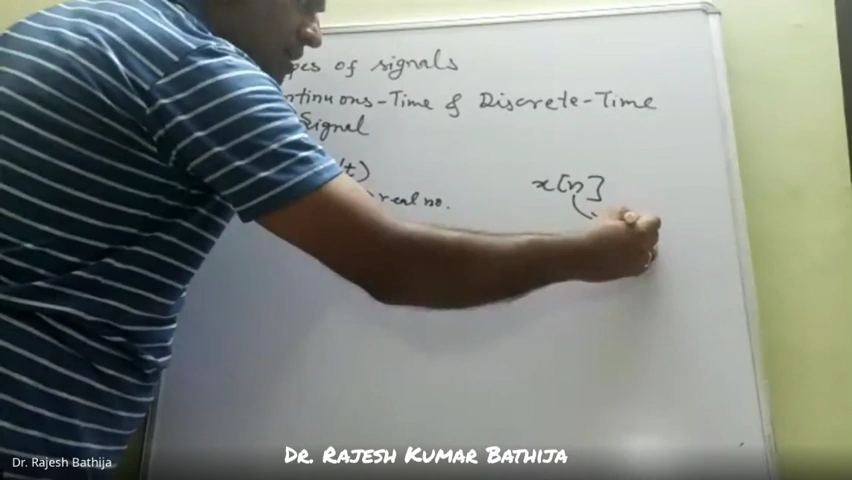 pes of signals
ntinuous-Time & Discrete-Time
Signal
(t)
real no.
x[n]
Dr. Rajesh Bathija
Dr. Rajesh Kumar Bathija